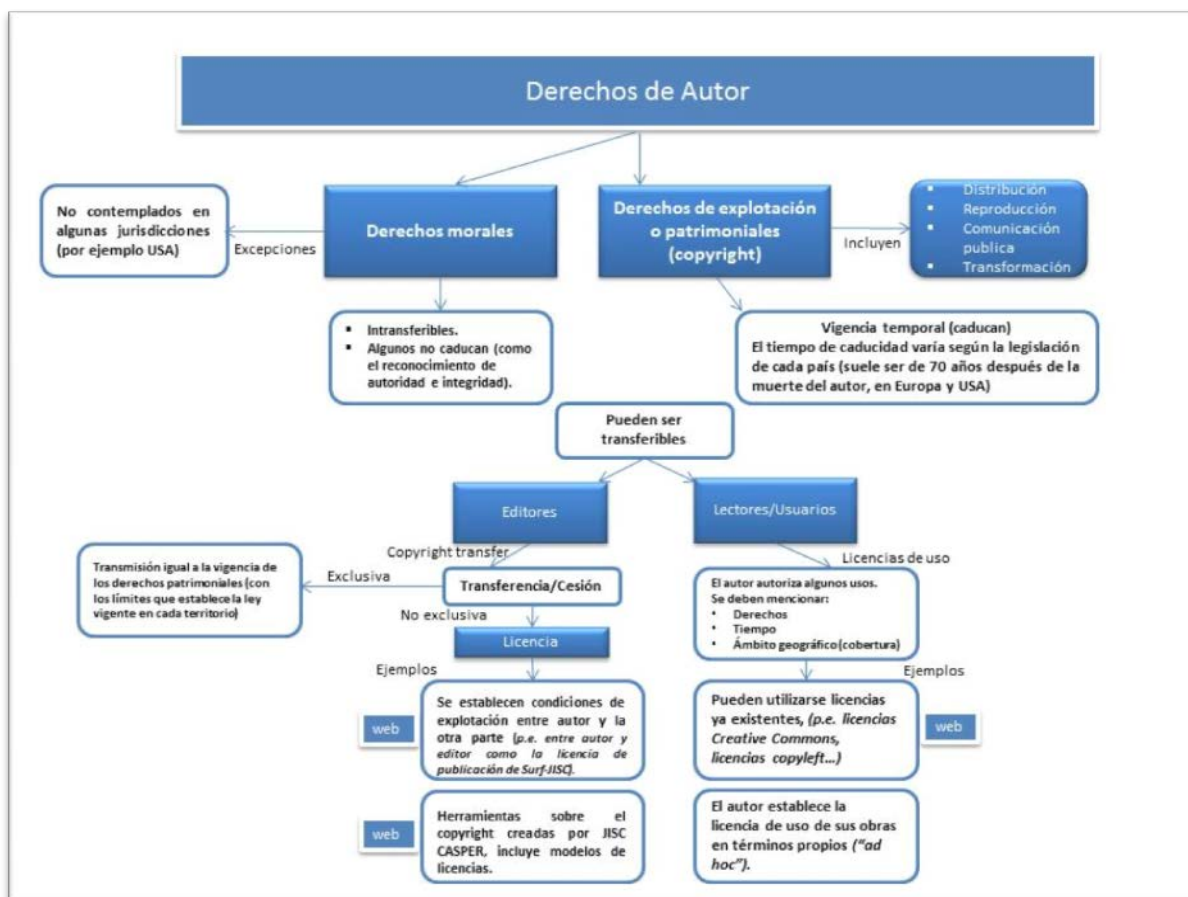 Derechos de Autor
No contemplados en
algunas jurisdicciones
(por ejemplo USA)
Excepciones
Derechos morales
Derechos de explotación
o patrimoniales
(copyright)
Incluyen
▪ Distribución
▪ Reproducción
▪ Comunicación
publica
▪ Transformación
▪ Intransferibles.
▪ Algunos no caducan (como
el reconocimiento de
autoridad e integridad).
Vigencia temporal (caducan)
El tiempo de caducidad varía según la legislación
de cada país (suele ser de 70 años después de la
muerte del autor, en Europa y USA)
Pueden ser
transferibles
Editores
Lectores/Usuarios
Copyright transfer
Licencias de uso
Transmisión igual a la vigencia de
los derechos patrimoniales (con
los límites que establece la ley
vigente en cada territorio)
Exclusiva
Transferencia/Cesión
No exclusiva
Licencia
El autor autoriza algunos usos.
Se deben mencionar:
• Derechos
• Tiempo
• Ámbito geográfico (cobertura)
Ejemplos
Ejemplos
web
Se establecen condiciones de
explotación entre autor y la
otra parte (p.e. entre autor y
editor como la licencia de
publicación de Surf-JISC).
Pueden utilizarse licencias
ya existentes, (p.e. licencias
Creative Commons,
licencias copyleft...)
web
web
Herramientas sobre el
copyright creadas por JISC
CASPER, incluye modelos de
licencias.
El autor establece la
licencia de uso de sus obras
en términos propios (“ad
hoc”).